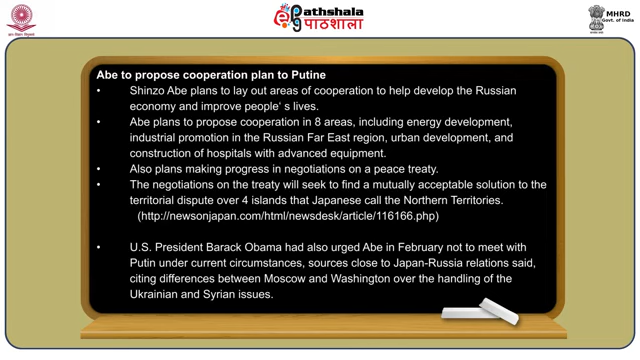 ePathshala
पाठशाला
MHRD
Govt. of India
Abe to propose cooperation plan to Putine
• Shinzo Abe plans to lay out areas of cooperation to help develop the Russian
economy and improve people' s lives.
• Abe plans to propose cooperation in 8 areas, including energy development,
industrial promotion in the Russian Far East region, urban development, and
construction of hospitals with advanced equipment.
• Also plans making progress in negotiations on a peace treaty.
• The negotiations on the treaty will seek to find a mutually acceptable solution to the
territorial dispute over 4 islands that Japanese call the Northern Territories.
(http://newsonjapan.com/html/newsdesk/article/116166.php)
• U.S. President Barack Obama had also urged Abe in February not to meet with
Putin under current circumstances, sources close to Japan-Russia relations said,
citing differences between Moscow and Washington over the handling of the
Ukrainian and Syrian issues.